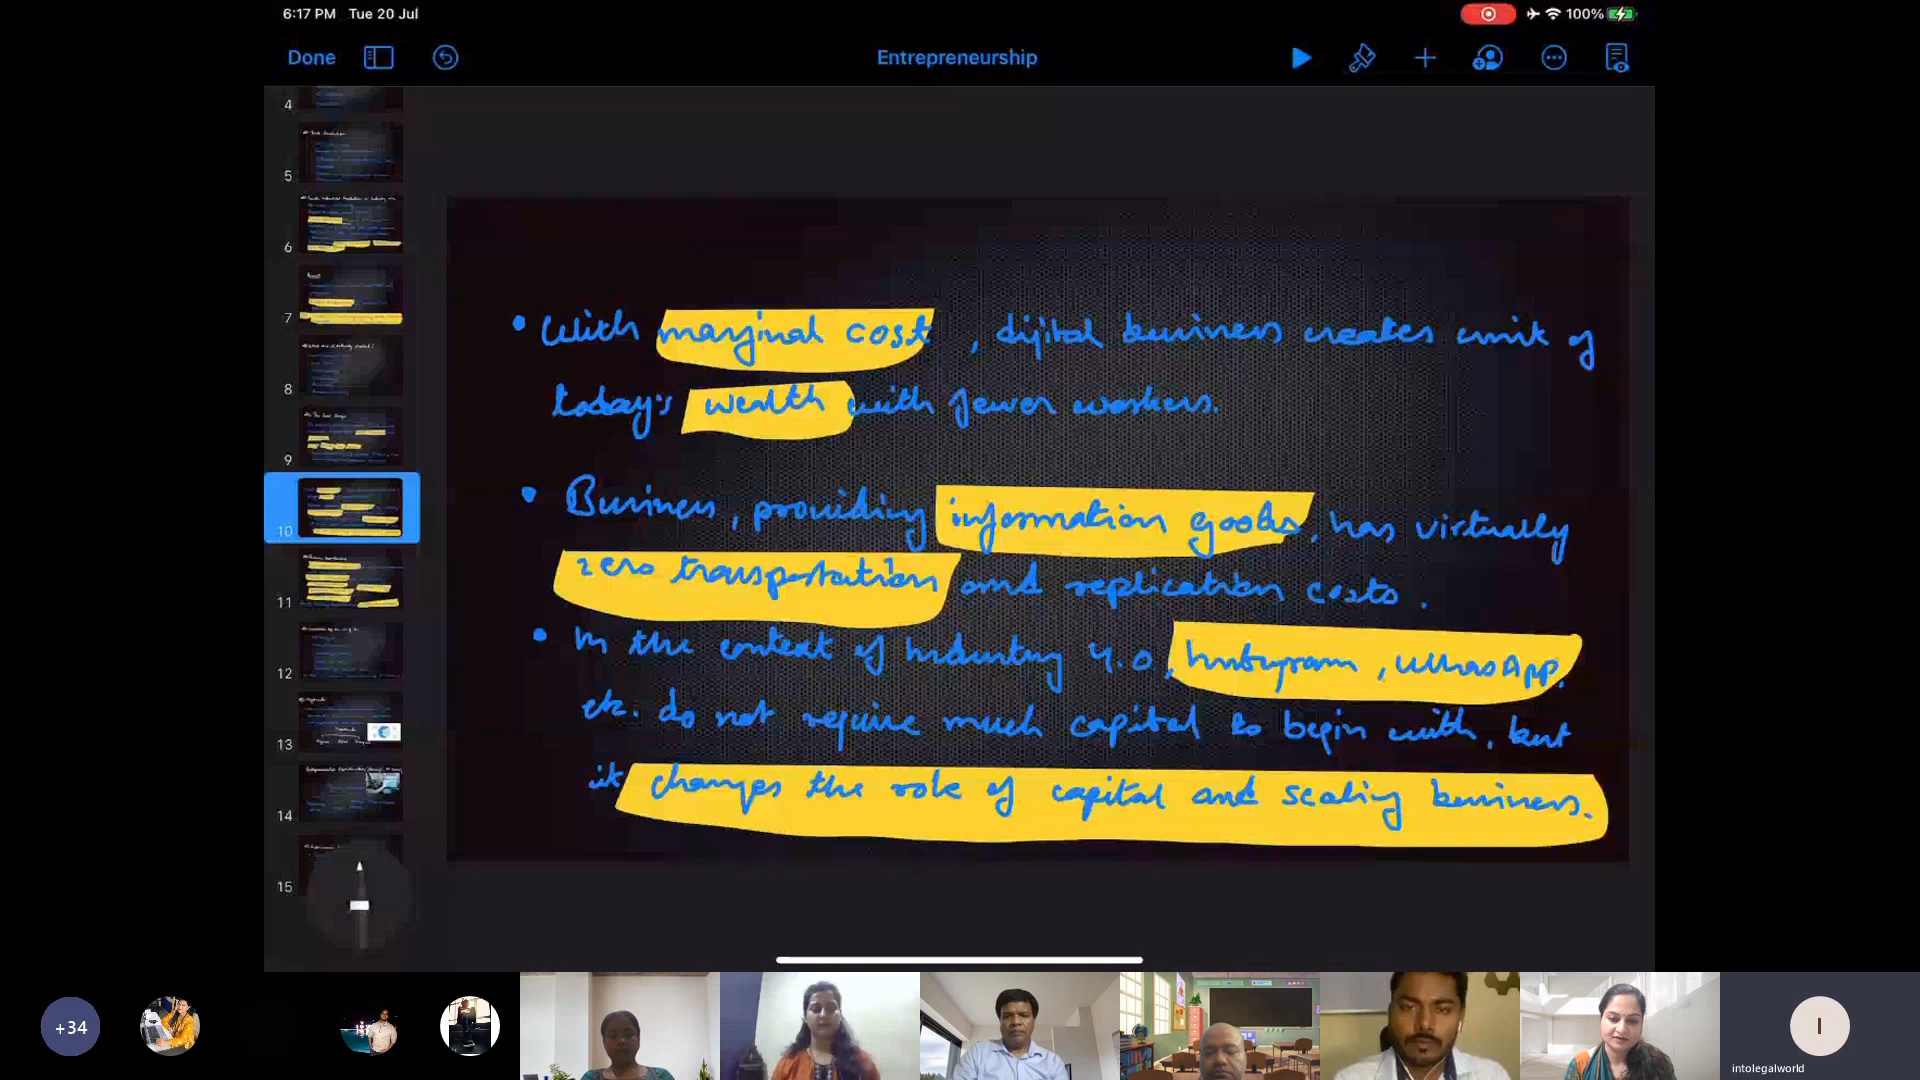 6:17 PM Tue 20 Jul
100%
Done
Entrepreneurship
4
5
6
7
8
9
10
11
12
13
14
15
With marginal cost, digital business creates unit of
today's wealth with fewer workers.
Business, providing information goods, has virtually
zero transportation and replication costs.
In the context of Industry 4.0, Instagram, WhatsApp,
etc. do not require much capital to begin with, but
it changes the role of capital and scaling business.
+34
I
intolegalworld